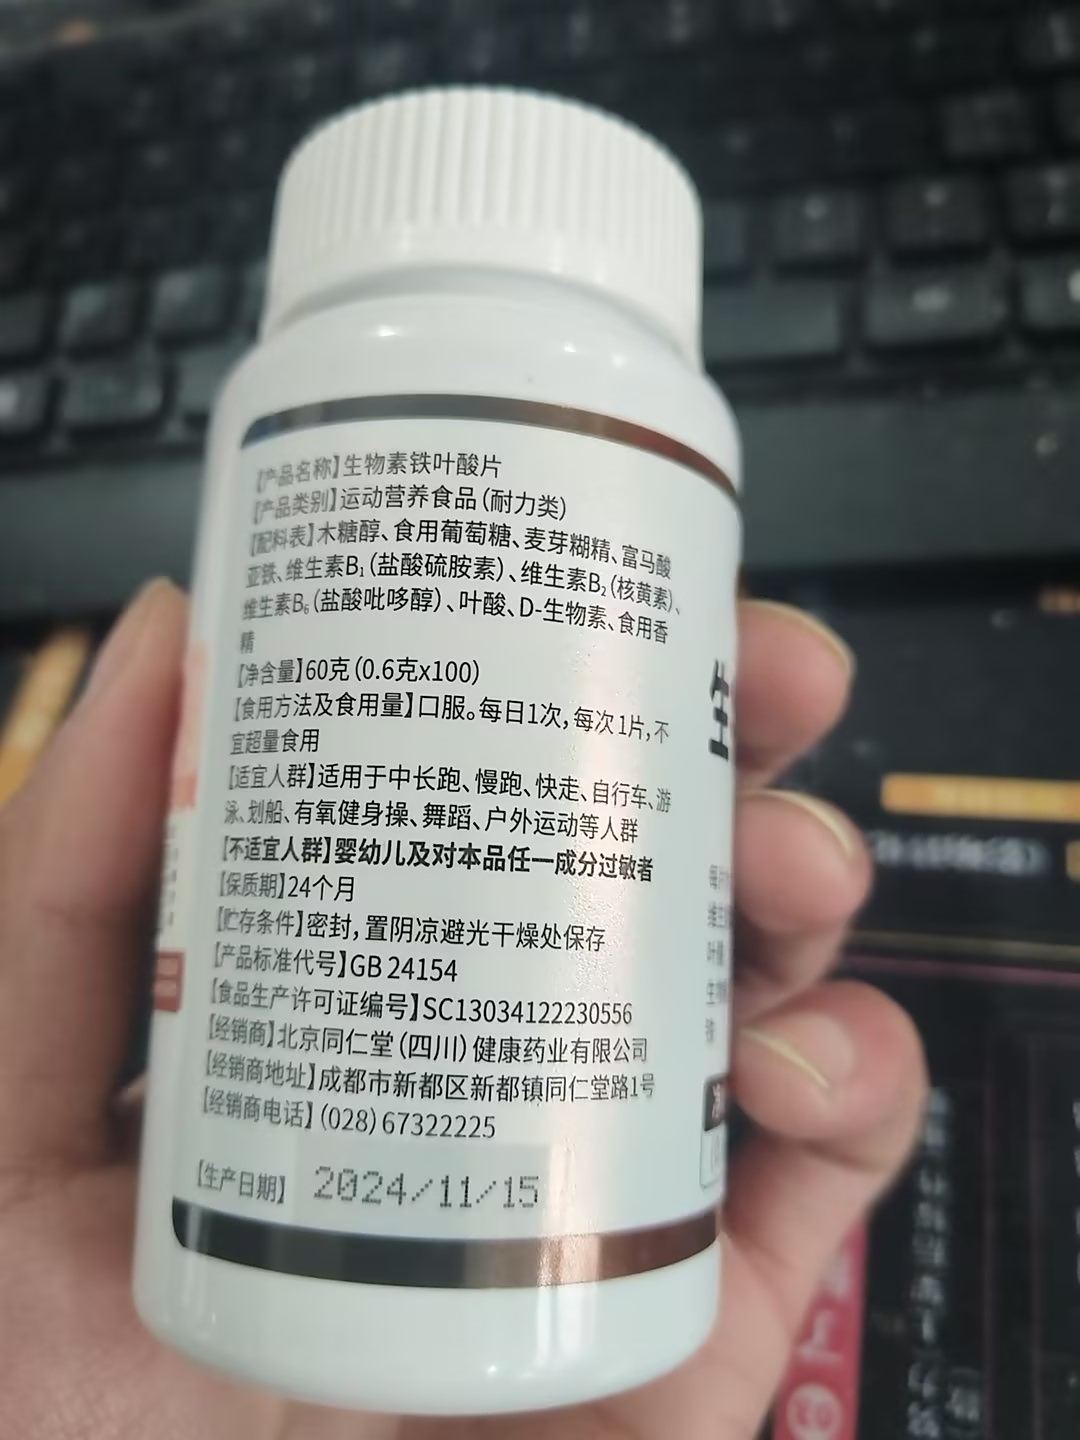 【产品名称】生物素铁叶酸片
【产品类别】运动营养食品(耐力类)
【配料表】木糖醇、食用葡萄糖、麦芽糊精、富马酸
亚铁、维生素B₁(盐酸硫胺素)、维生素B₂(核黄素)、
维生素B₆(盐酸吡哆醇)、叶酸、D-生物素、食用香
精
【净含量】60克(0.6克x100)
【食用方法及食用量】口服。每日1次,每次1片,不
宜超量食用
【适宜人群】适用于中长跑、慢跑、快走、自行车、游
泳、划船、有氧健身操、舞蹈、户外运动等人群
【不适宜人群】婴幼儿及对本品任一成分过敏者
【保质期】24个月
【贮存条件】密封,置阴凉避光干燥处保存
【产品标准代号】GB 24154
【食品生产许可证编号】SC13034122230556
【经销商】北京同仁堂(四川)健康药业有限公司
【经销商地址】成都市新都区新都镇同仁堂路1号
【经销商电话】(028)67322225
【生产日期】 2024/11/15
生